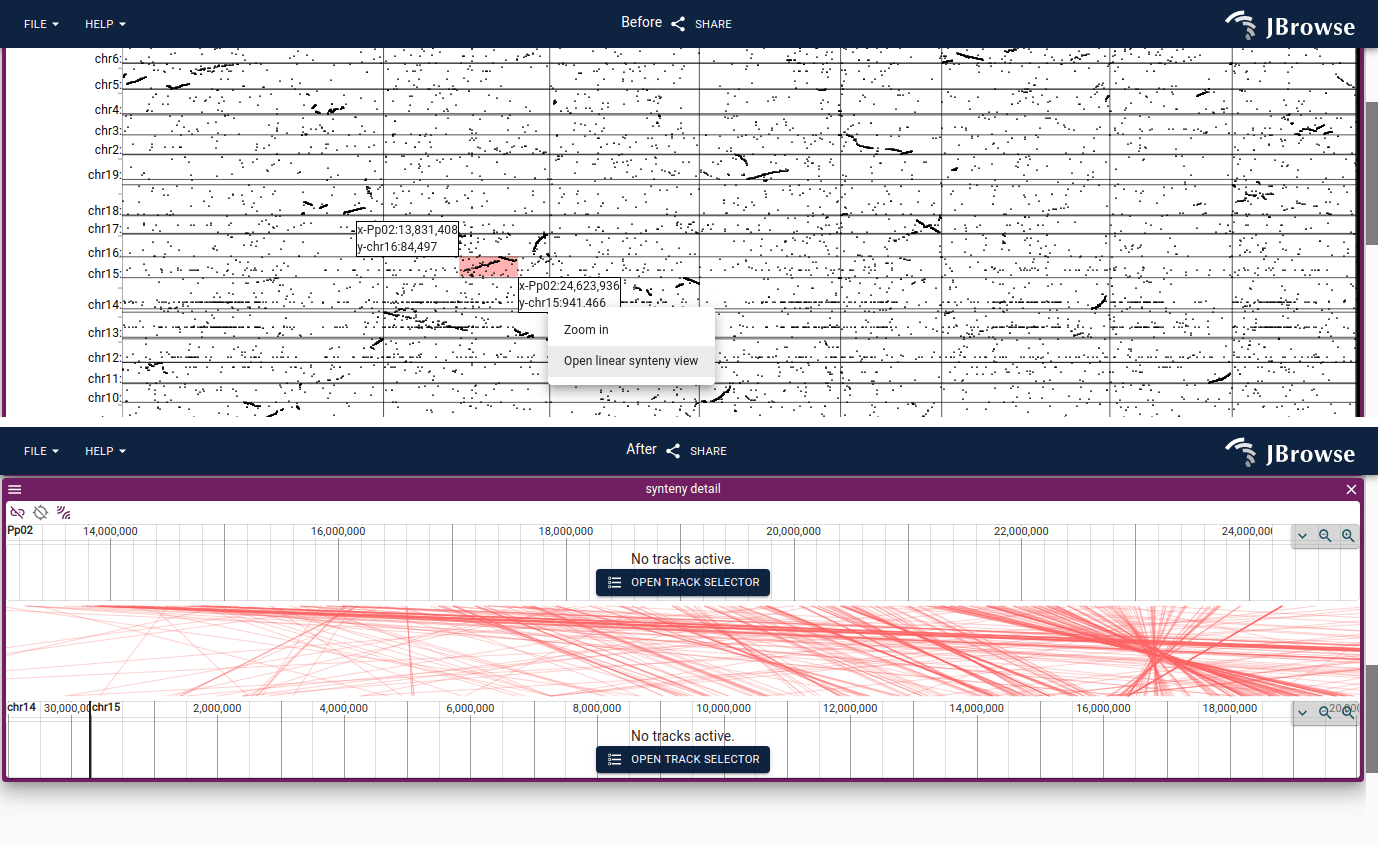 FILE HELP Before SHARE JBrowse
chr6:
chr5:
chr4:
chr3:
chr2:
chr19:
chr18:
chr17:
x-Pp02:13,831,408
y-chr16:84,497
chr16:
chr15:
x-Pp02:24,623,936
y-chr15:941,466
chr14:
chr13:
Zoom in
chr12:
Open linear synteny view
chr11:
chr10:
FILE HELP After SHARE JBrowse
synteny detail
Pp02 14,000,000 16,000,000 18,000,000 20,000,000 22,000,000 24,000,000
No tracks active.
OPEN TRACK SELECTOR
chr14 30,000,00 chr15 2,000,000 4,000,000 6,000,000 8,000,000 10,000,000 12,000,000 14,000,000 16,000,000 18,000,000
No tracks active.
OPEN TRACK SELECTOR